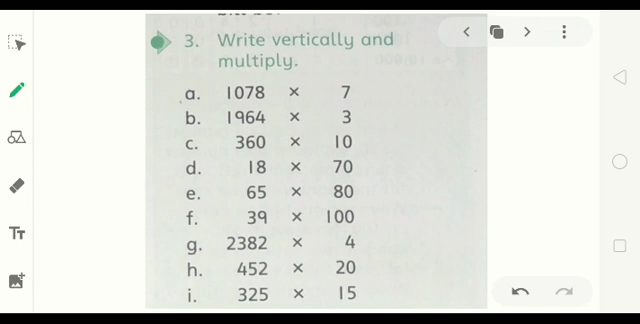 3. Write vertically and
multiply.
a. 1078 × 7
b. 1964 × 3
c. 360 × 10
d. 18 × 70
e. 65 × 80
f. 39 × 100
g. 2382 × 4
h. 452 × 20
i. 325 × 15
Tт